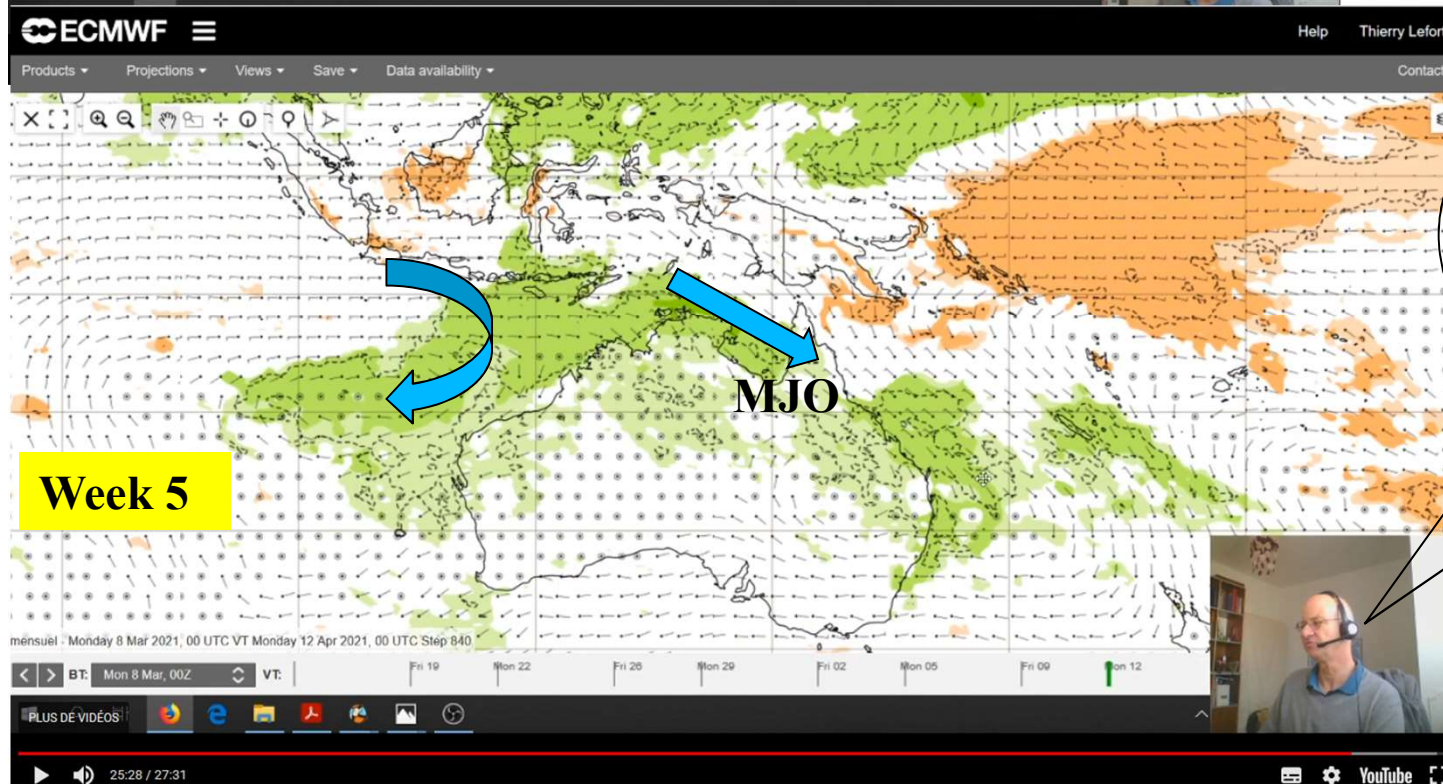 ECMWF
Help Thierry Lefort
Products Projections Views Save Data availability
Contact
MJO
Week 5
mensuel Monday 8 Mar 2021, 00 UTC VT Monday 12 Apr 2021, 00 UTC Step 840
BT: Mon 8 Mar, 00Z VT: Fri 19 Mon 22 Fri 26 Mon 29 Fri 02 Mon 05 Fri 09 Mon 12
PLUS DE VIDÉOS
25:28 / 27:31 YouTube